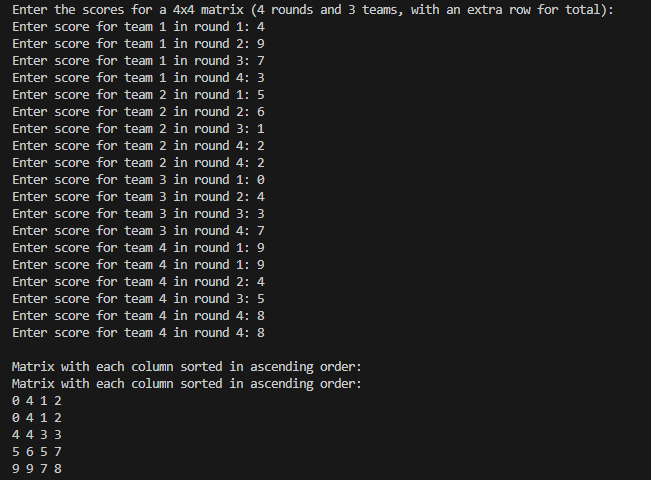 Enter the scores for a 4x4 matrix (4 rounds and 3 teams, with an extra row for total):
Enter score for team 1 in round 1: 4
Enter score for team 1 in round 2: 9
Enter score for team 1 in round 3: 7
Enter score for team 1 in round 4: 3
Enter score for team 2 in round 1: 5
Enter score for team 2 in round 2: 6
Enter score for team 2 in round 3: 1
Enter score for team 2 in round 4: 2
Enter score for team 2 in round 4: 2
Enter score for team 3 in round 1: 0
Enter score for team 3 in round 2: 4
Enter score for team 3 in round 3: 3
Enter score for team 3 in round 4: 7
Enter score for team 4 in round 1: 9
Enter score for team 4 in round 1: 9
Enter score for team 4 in round 2: 4
Enter score for team 4 in round 3: 5
Enter score for team 4 in round 4: 8
Enter score for team 4 in round 4: 8
Matrix with each column sorted in ascending order:
Matrix with each column sorted in ascending order:
0 4 1 2
0 4 1 2
4 4 3 3
5 6 5 7
9 9 7 8